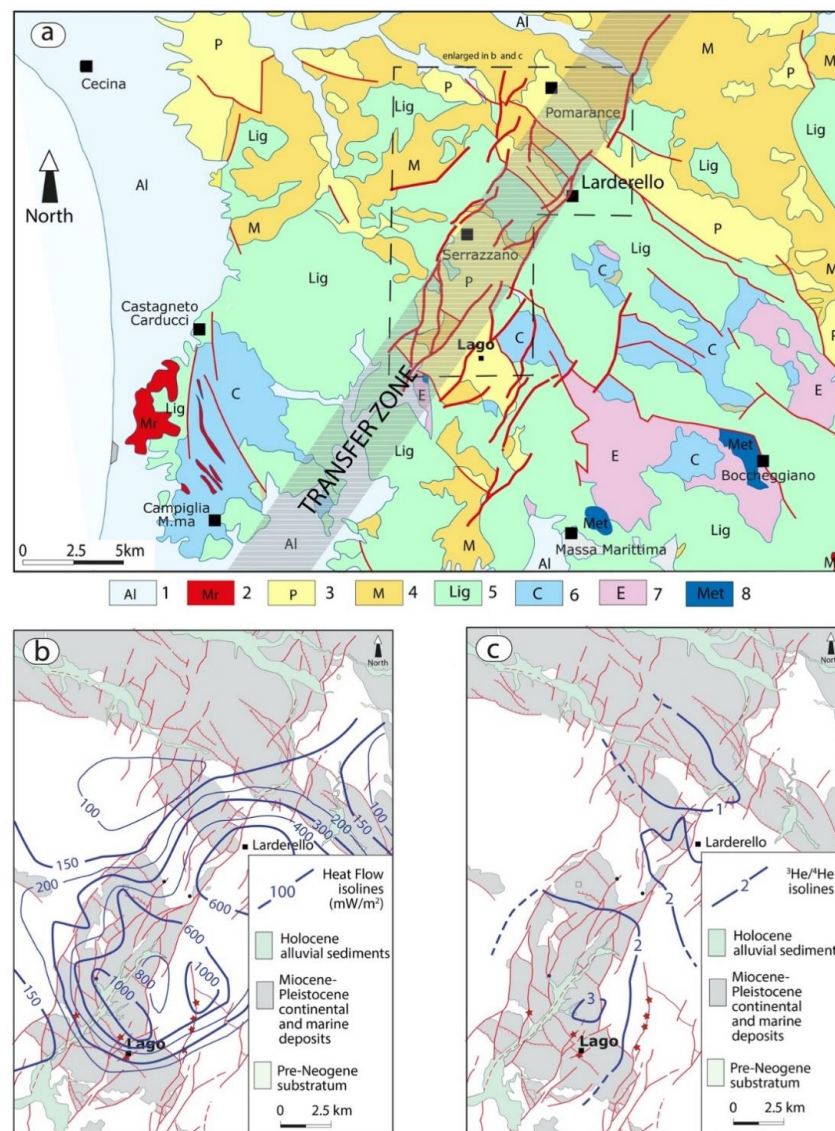 a
Al
P
enlarged in b and c
M
Cecina
Lig
P
Pomarance
P
M
Lig
Al
M
Lig
Larderello
Lig
North
M
Lig
Serrazzano
P
M
Lig
P
C
Castagneto
Carducci
Lago
C
C
P
Lig
Mr
C
E
E
TRANSFER ZONE
Lig
E
C
Met
Boccheggiano
Campiglia
M.ma
Al
Met
Lig
0 2.5 5km
M
Al
Massa Marittima
M
Al 1 Mr 2 P 3 M 4 Lig 5 C 6 E 7 Met 8
b
North
100
150
200
150
100
200
150
100
200
300
400
Larderello
600
600
800
1000
1000
Lago
100 Heat Flow
isolines
(mW/m²)
Holocene
alluvial sediments
Miocene-
Pleistocene
continental
and marine
deposits
Pre-Neogene
substratum
0 2.5 km
c
North
1
Larderello
2
2
2
3
Lago
2 ³He/⁴He
isolines
Holocene
alluvial sediment
Miocene-
Pleistocene
continental
and marine
deposits
Pre-Neogene
substratum
0 2.5 km